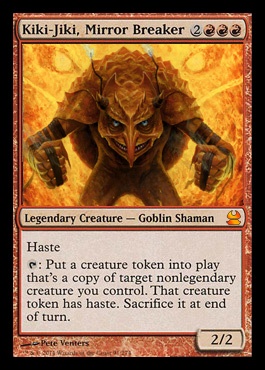 Kiki-Jiki, Mirror Breaker 2
Legendary Creature — Goblin Shaman
Haste
: Put a creature token into play
that's a copy of target nonlegendary
creature you control. That creature
token has haste. Sacrifice it at end
of turn.
2/2
Pete Venters